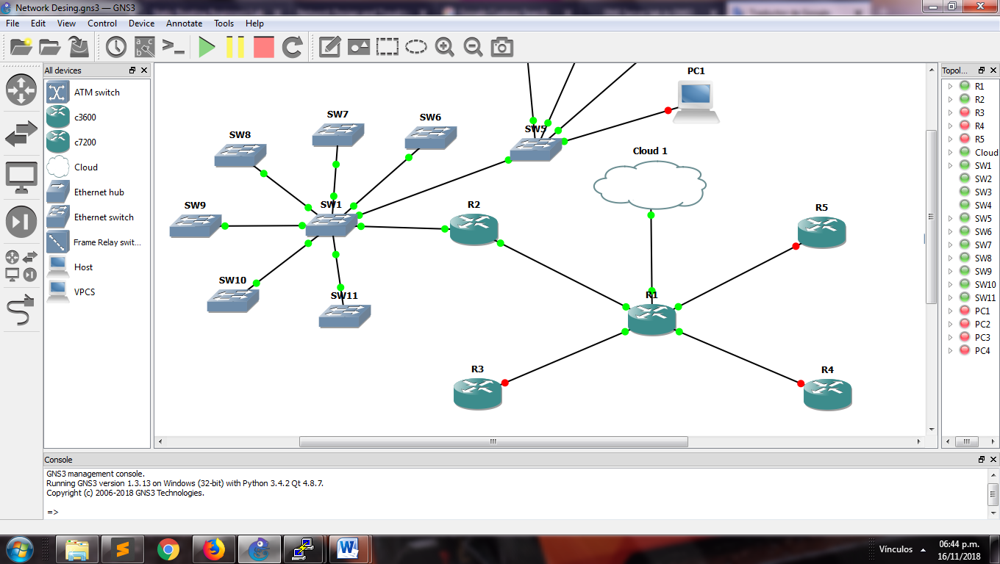 Network Desing.gns3 — GNS3
File Edit View Control Device Annotate Tools Help
All devices
ATM switch
c3600
c7200
Cloud
Ethernet hub
Ethernet switch
Frame Relay swit...
Host
VPCS
PC1
SW7
SW6
SW8
SW5
Cloud 1
SW9
SW1
R2
R5
SW10
SW11
R1
R3
R4
Topol...
R1
R2
R3
R4
R5
Cloud
SW1
SW2
SW3
SW4
SW5
SW6
SW7
SW8
SW9
SW10
SW11
PC1
PC2
PC3
PC4
Console
GNS3 management console.
Running GNS3 version 1.3.13 on Windows (32-bit) with Python 3.4.2 Qt 4.8.7.
Copyright (c) 2006-2018 GNS3 Technologies.
=>
Vínculos
06:44 p.m.
16/11/2018